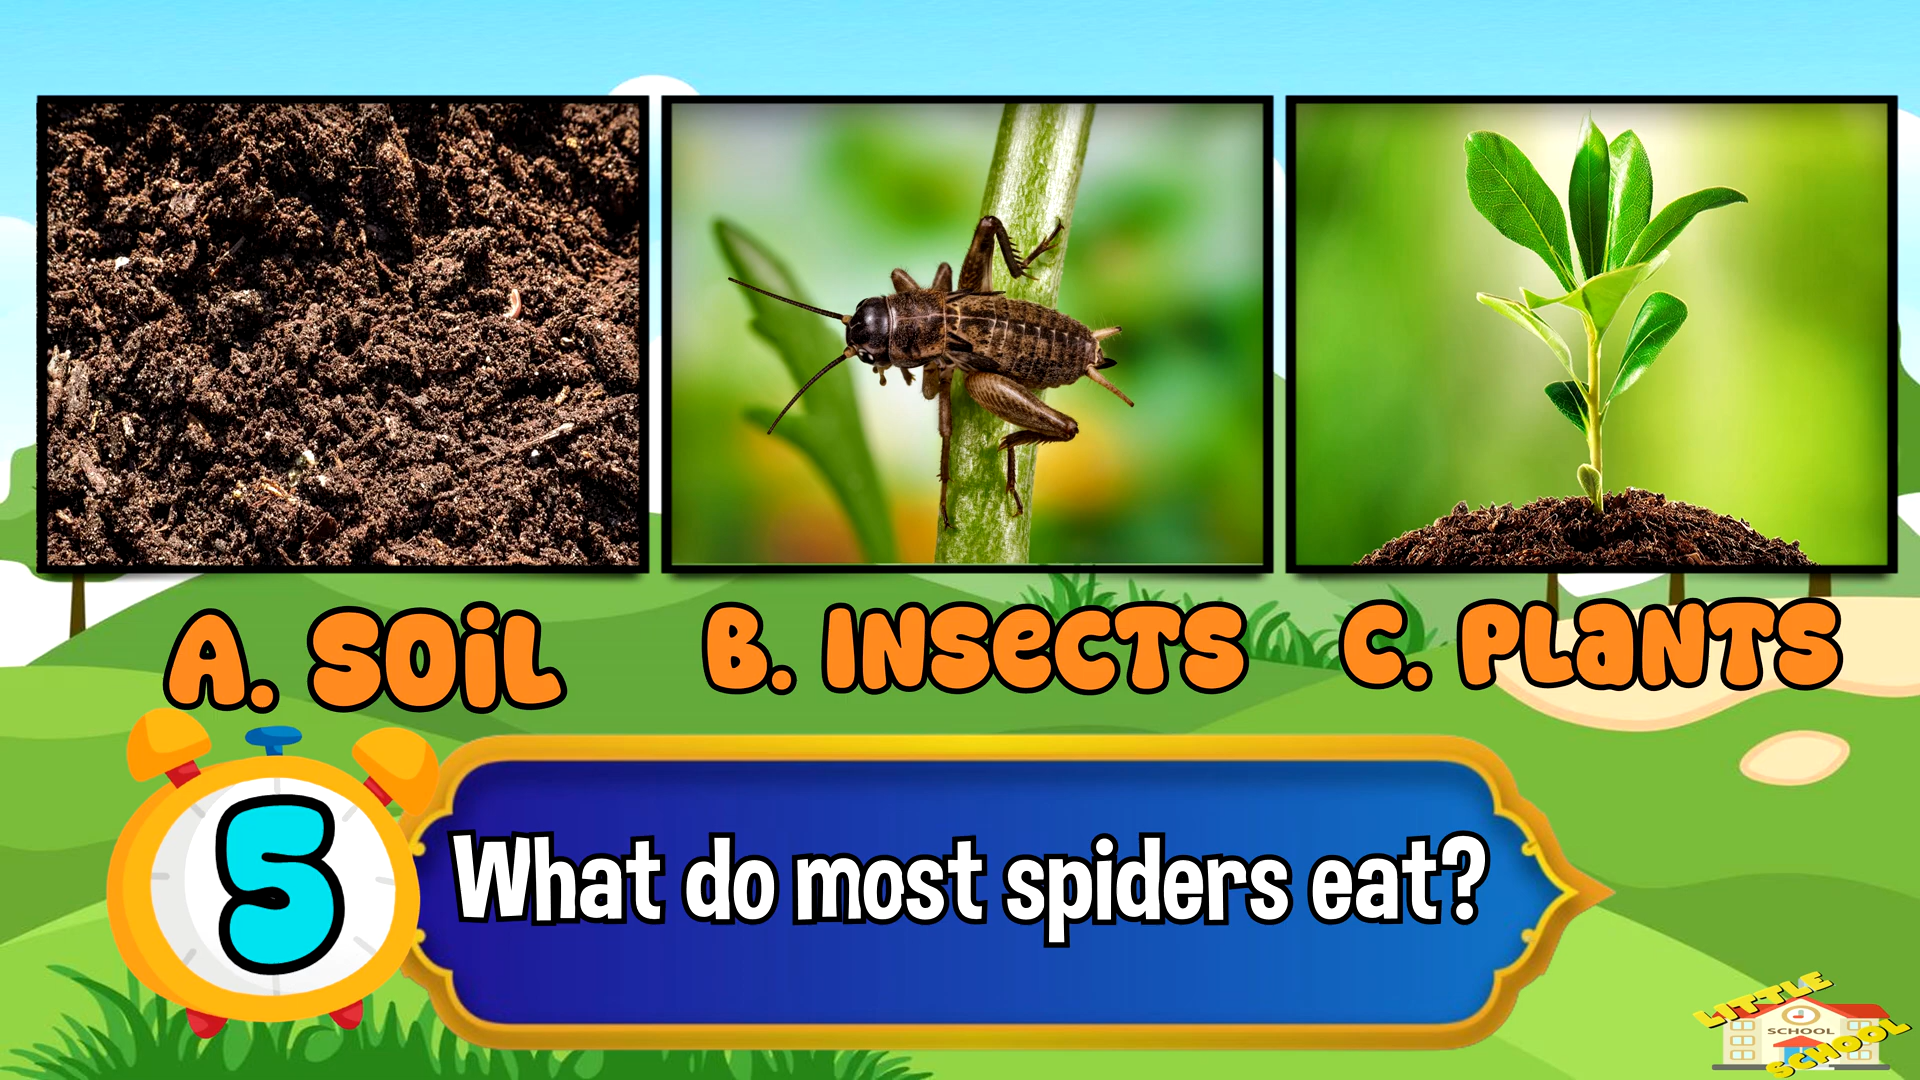 A. SOiL
B. INSeCTS
C. PLaNTS
5
What do most spiders eat?
LITTLE
SCHOOL
SCHOOL